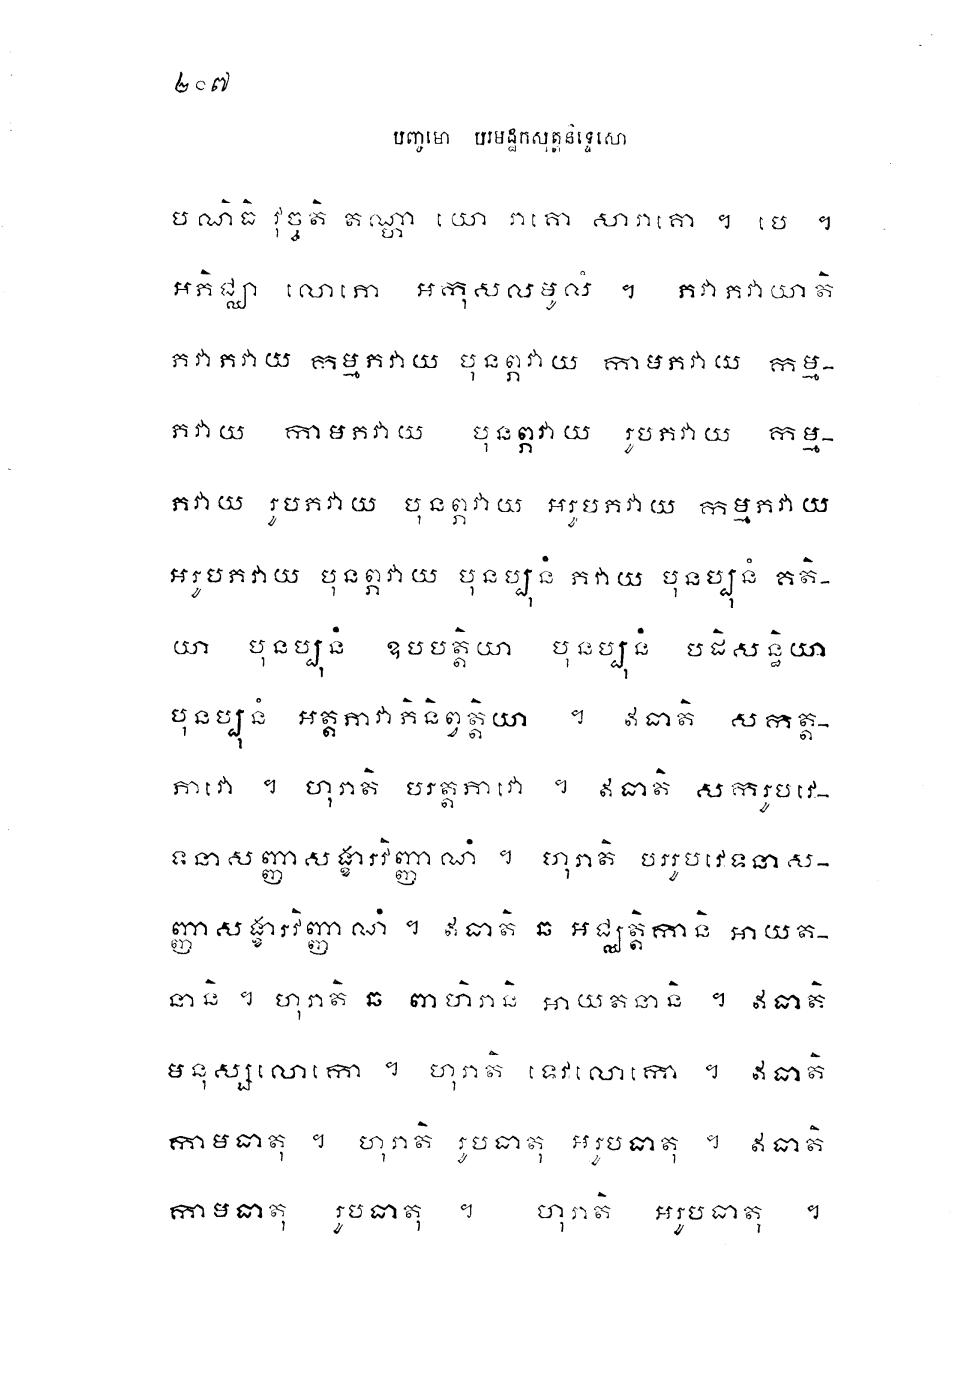 ២០៧
បញ្ចមោ បរមដ្ឋកសុត្តនិទ្ទេសោ
បណិធិ វុច្ចតិ តណ្ហា យោ រាគោ សារាគោ ។ បេ ។
អភិជ្ឈា លោភោ អកុសលមូលំ ។ ភវាភវាយាតិ
ភវាភវាយ កម្មភវាយ បុនព្ភវាយ កាមភវាយ កម្ម-
ភវាយ កាមភវាយ បុនព្ភវាយ រូបភវាយ កម្ម-
ភវាយ រូបភវាយ បុនព្ភវាយ អរូបភវាយ កម្មភវាយ
អរូបភវាយ បុនព្ភវាយ បុនប្បុនំ ភវាយ បុនប្បុនំ គតិ-
យា បុនប្បុនំ ឧបបត្តិយា បុនប្បុនំ បដិសន្ធិយា
បុនប្បុនំ អត្តភាវាភិនិព្វត្តិយា ។ ឥធាតិ សកត្ត-
ភាវោ ។ ហុរាតិ បរត្តភាវោ ។ ឥធាតិ សករូបវេ-
ទនាសញ្ញាសង្ខារវិញ្ញាណំ ។ ហុរាតិ បររូបវេទនាស-
ញ្ញាសង្ខារវិញ្ញាណំ ។ ឥធាតិ ឆ អជ្ឈត្តិកានិ អាយត-
នានិ ។ ហុរាតិ ឆ ពាហិរានិ អាយតនានិ ។ ឥធាតិ
មនុស្សលោកោ ។ ហុរាតិ ទេវលោកោ ។ ឥធាតិ
កាមធាតុ ។ ហុរាតិ រូបធាតុ អរូបធាតុ ។ ឥធាតិ
កាមធាតុ រូបធាតុ ។ ហុរាតិ អរូបធាតុ ។